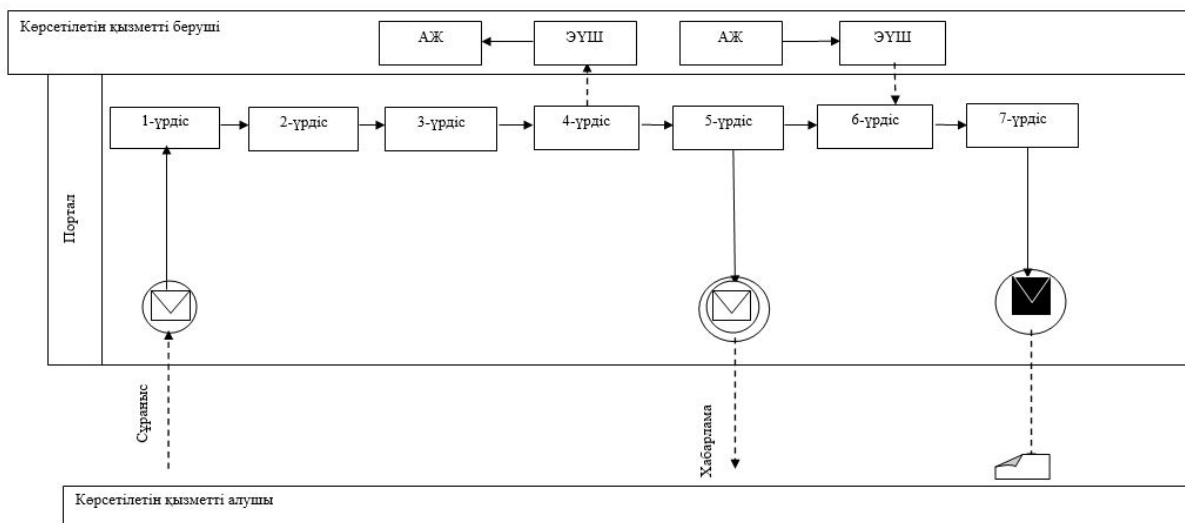 Көрсетілетін қызметті беруші
АЖ
ЭҮШ
АЖ
ЭҮШ
Портал
1-үрдіс
2-үрдіс
3-үрдіс
4-үрдіс
5-үрдіс
6-үрдіс
7-үрдіс
Сұраныс
Хабарлама
Көрсетілетін қызметті алушы